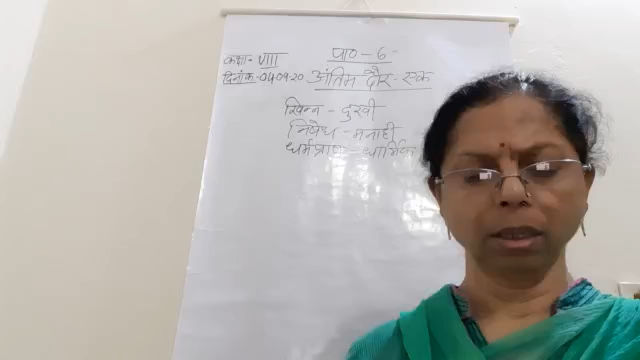 कक्षा- VIII
पाठ - 6 -
दिनांक-04-09-20 अंतिम दौर- एक
खिन्न - दुखी
निषेध - मनाही
धर्मप्राण - धार्मिक